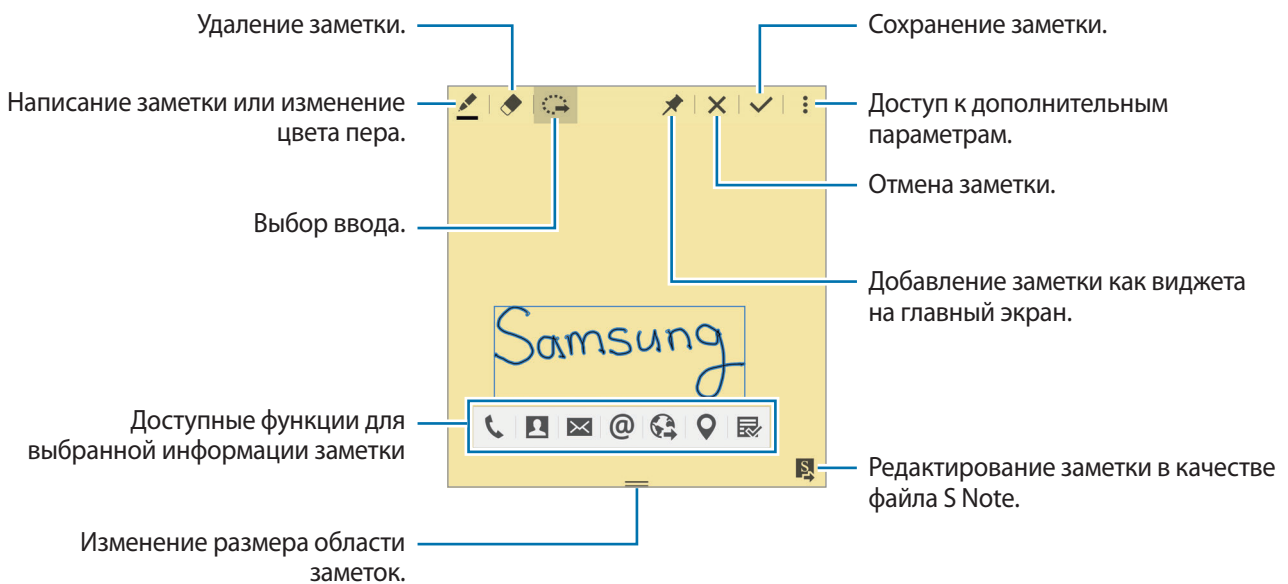 Удаление заметки.
Написание заметки или изменение
цвета пера.
Выбор ввода.
Доступные функции для
выбранной информации заметки
Изменение размера области
заметок.
Samsung
Сохранение заметки.
Доступ к дополнительным
параметрам.
Отмена заметки.
Добавление заметки как виджета
на главный экран.
Редактирование заметки в качестве
файла S Note.